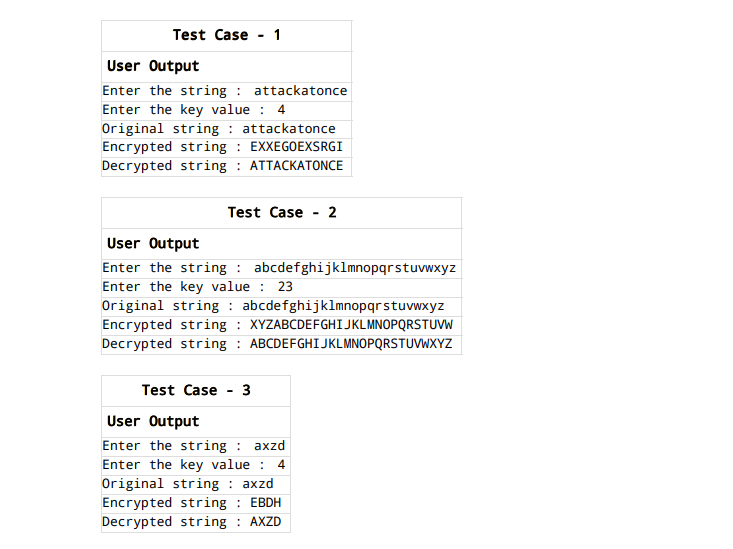 Test Case - 1
User Output
Enter the string : attackatonce
Enter the key value : 4
Original string : attackatonce
Encrypted string : EXXEGOEXSRGI
Decrypted string : ATTACKATONCE
Test Case - 2
User Output
Enter the string : abcdefghijklmnopqrstuvwxyz
Enter the key value : 23
Original string : abcdefghijklmnopqrstuvwxyz
Encrypted string : XYZABCDEFGHIJKLMNOPQRSTUVW
Decrypted string : ABCDEFGHIJKLMNOPQRSTUVWXYZ
Test Case - 3
User Output
Enter the string : axzd
Enter the key value : 4
Original string : axzd
Encrypted string : EBDH
Decrypted string : AXZD